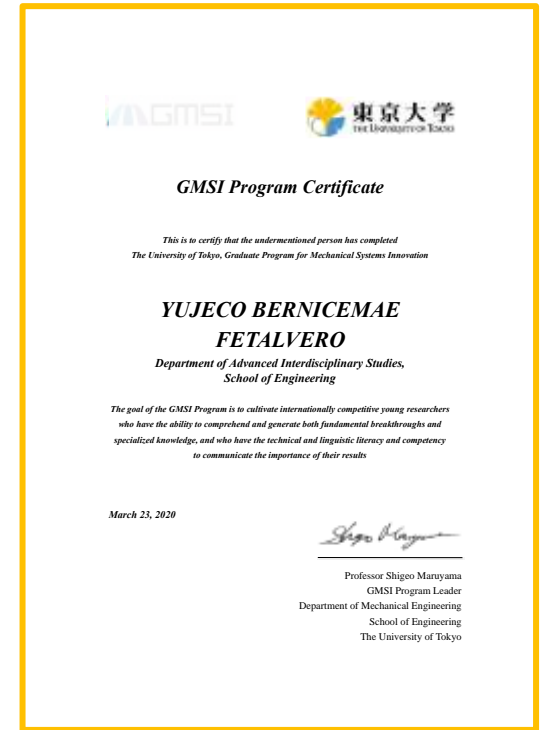 GMSI
東京大学
THE UNIVERSITY OF TOKYO
GMSI Program Certificate
This is to certify that the undermentioned person has completed
The University of Tokyo, Graduate Program for Mechanical Systems Innovation
YUJECO BERNICEMAE
FETALVERO
Department of Advanced Interdisciplinary Studies,
School of Engineering
The goal of the GMSI Program is to cultivate internationally competitive young researchers
who have the ability to comprehend and generate both fundamental breakthroughs and
specialized knowledge, and who have the technical and linguistic literacy and competency
to communicate the importance of their results
March 23, 2020
Shigeo Maruyama
Professor Shigeo Maruyama
GMSI Program Leader
Department of Mechanical Engineering
School of Engineering
The University of Tokyo